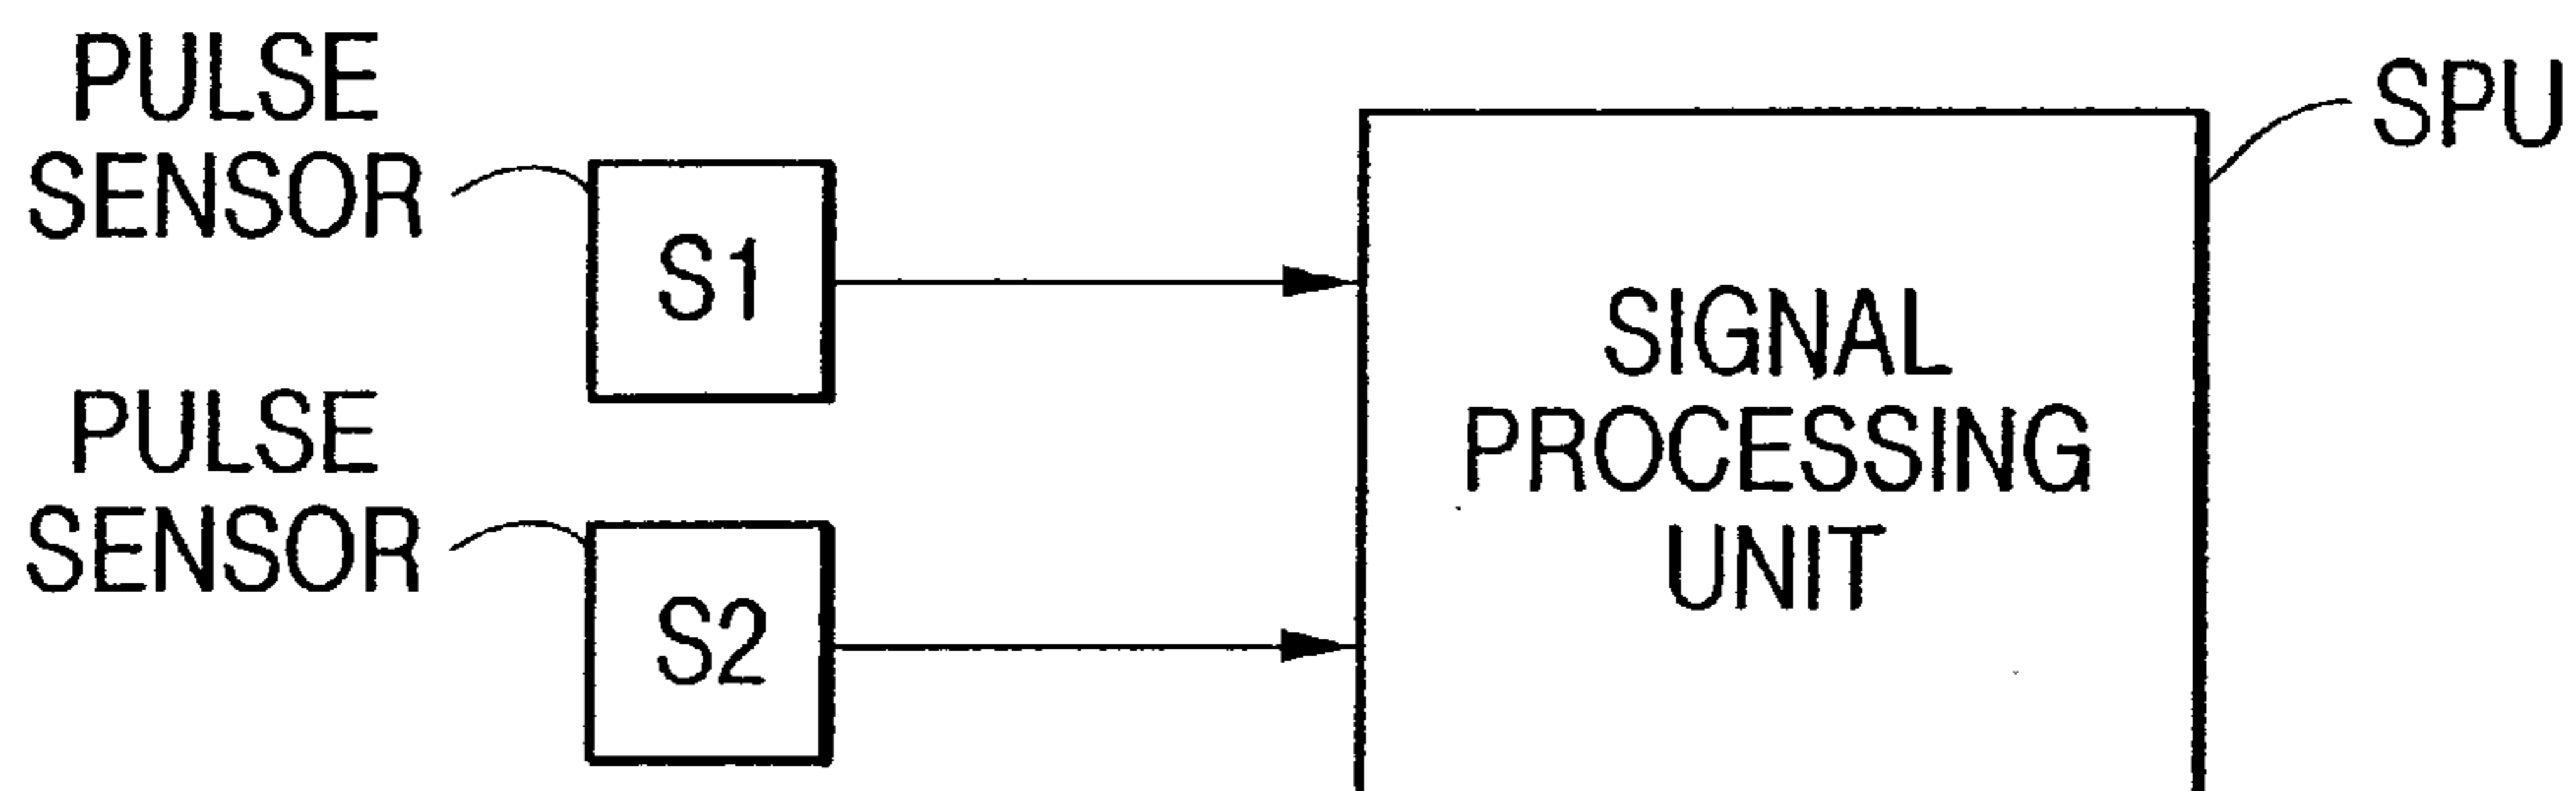 PULSE
SENSOR
S1
PULSE
SENSOR
S2
SIGNAL
PROCESSING
UNIT
SPU